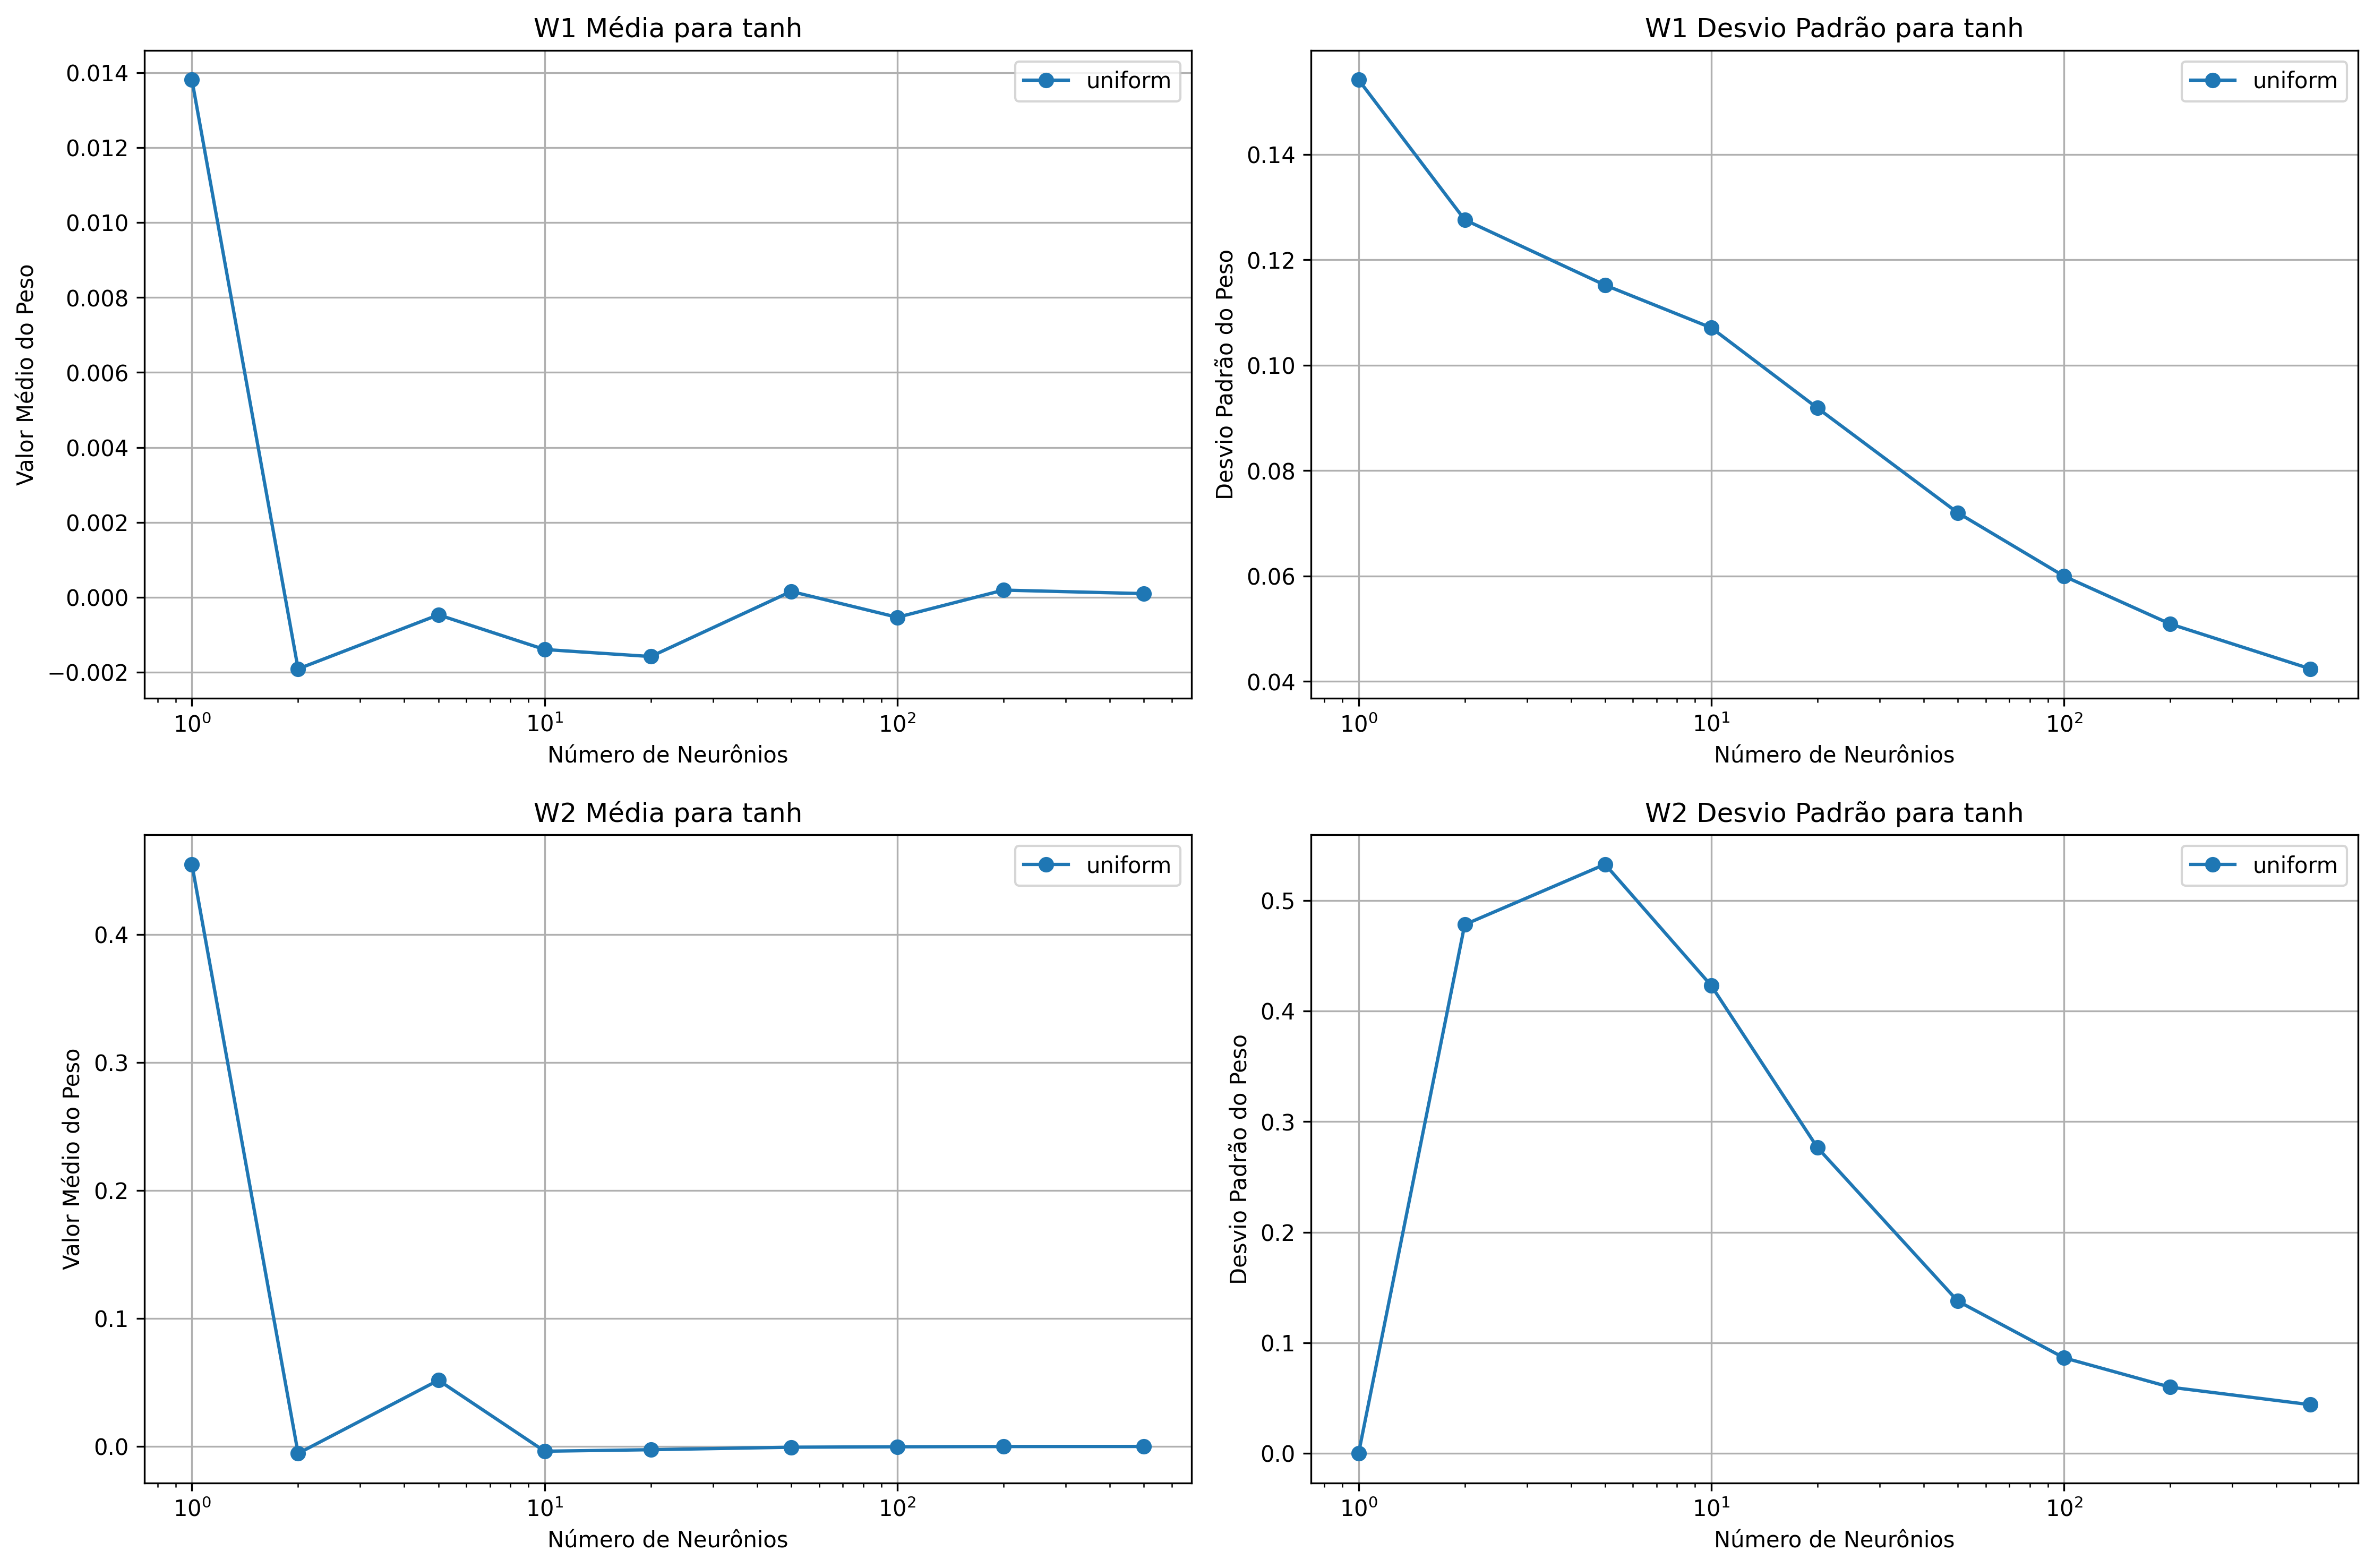 W1 Média para tanh
Valor Médio do Peso
0.014
0.012
0.010
0.008
0.006
0.004
0.002
0.000
−0.002
uniform
10⁰
10¹
10²
Número de Neurônios
W1 Desvio Padrão para tanh
Desvio Padrão do Peso
0.14
0.12
0.10
0.08
0.06
0.04
uniform
10⁰
10¹
10²
Número de Neurônios
W2 Média para tanh
Valor Médio do Peso
0.4
0.3
0.2
0.1
0.0
uniform
10⁰
10¹
10²
Número de Neurônios
W2 Desvio Padrão para tanh
Desvio Padrão do Peso
0.5
0.4
0.3
0.2
0.1
0.0
uniform
10⁰
10¹
10²
Número de Neurônios